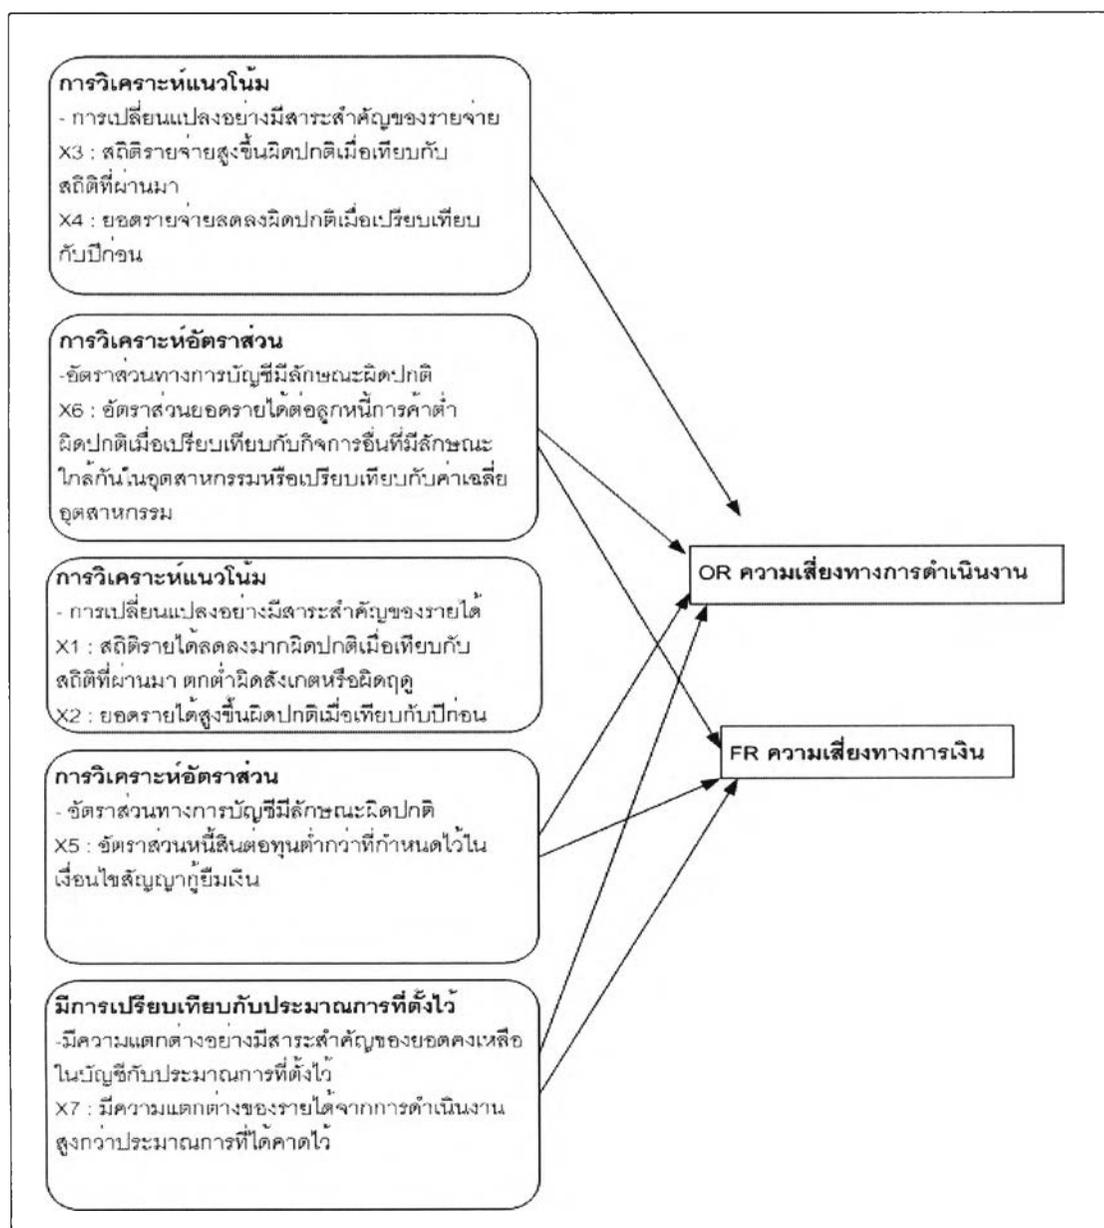 การวิเคราะห์แนวโน้ม
- การเปลี่ยนแปลงอย่างมีสาระสำคัญของรายจ่าย
X3 : สถิติรายจ่ายสูงขึ้นผิดปกติเมื่อเทียบกับ
สถิติที่ผ่านมา
X4 : ยอดรายจ่ายลดลงผิดปกติเมื่อเปรียบเทียบ
กับปีก่อน
การวิเคราะห์อัตราส่วน
-อัตราส่วนทางการบัญชีมีลักษณะผิดปกติ
X6 : อัตราส่วนยอดรายได้ต่อลูกหนี้การค้าต่ำ
ผิดปกติเมื่อเปรียบเทียบกับกิจการอื่นที่มีลักษณะ
ใกล้กันในอุตสาหกรรมหรือเปรียบเทียบกับค่าเฉลี่ย
อุตสาหกรรม
การวิเคราะห์แนวโน้ม
- การเปลี่ยนแปลงอย่างมีสาระสำคัญของรายได้
X1 : สถิติรายได้ลดลงมากผิดปกติเมื่อเทียบกับ
สถิติที่ผ่านมา ตกต่ำผิดสังเกตหรือผิดฤดู
X2 : ยอดรายได้สูงขึ้นผิดปกติเมื่อเทียบกับปีก่อน
การวิเคราะห์อัตราส่วน
- อัตราส่วนทางการบัญชีมีลักษณะผิดปกติ
X5 : อัตราส่วนหนี้สินต่อทุนต่ำกว่าที่กำหนดไว้ใน
เงื่อนไขสัญญากู้ยืมเงิน
มีการเปรียบเทียบกับประมาณการที่ตั้งไว้
-มีความแตกต่างอย่างมีสาระสำคัญของยอดคงเหลือ
ในบัญชีกับประมาณการที่ตั้งไว้
X7 : มีความแตกต่างของรายได้จากการดำเนินงาน
สูงกว่าประมาณการที่ได้คาดไว้
OR ความเสี่ยงทางการดำเนินงาน
FR ความเสี่ยงทางการเงิน